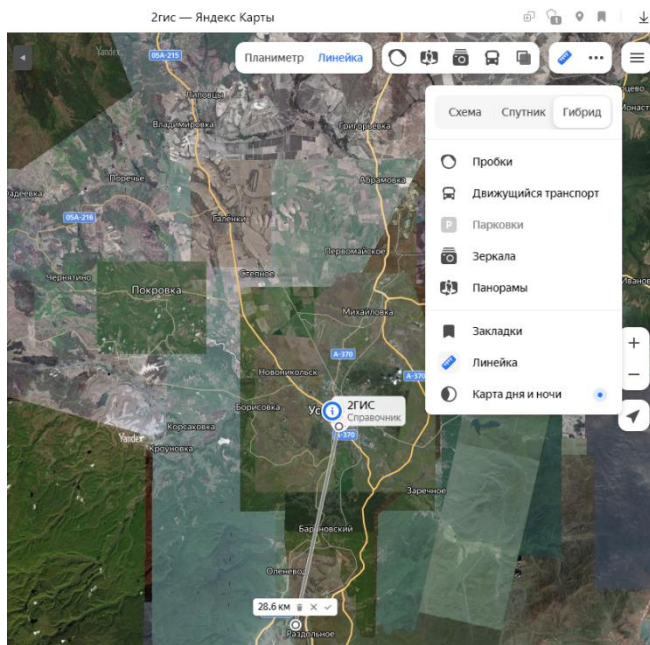 2гис — Яндекс Карты
Yandex
05А-215
Планиметр Линейка
Липовцы
Владимировка
Григорьевка
Схема Спутник Гибрид
Поречье
Абрамовка
Пробки
05А-216
Галёнки
Движущийся транспорт
Парковки
Первомайское
Зеркала
Чернятино
Степное
Покровка
Панорамы
Михайловка
Закладки
А-370
Линейка
Новоникольск
А-370
Карта дня и ночи
Борисовка
2ГИС
Справочник
Корсаковка
Yandex
А-370
Кроуновка
Заречное
Барановский
Оленево
28.6 км
Раздольное